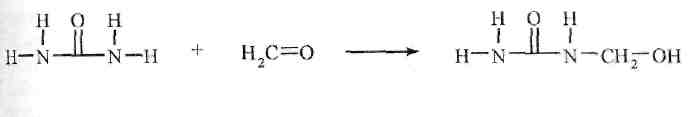 H O H H O H
H–N–C–N–H + H₂C=O ⟶ H–N–C–N–CH₂–OH